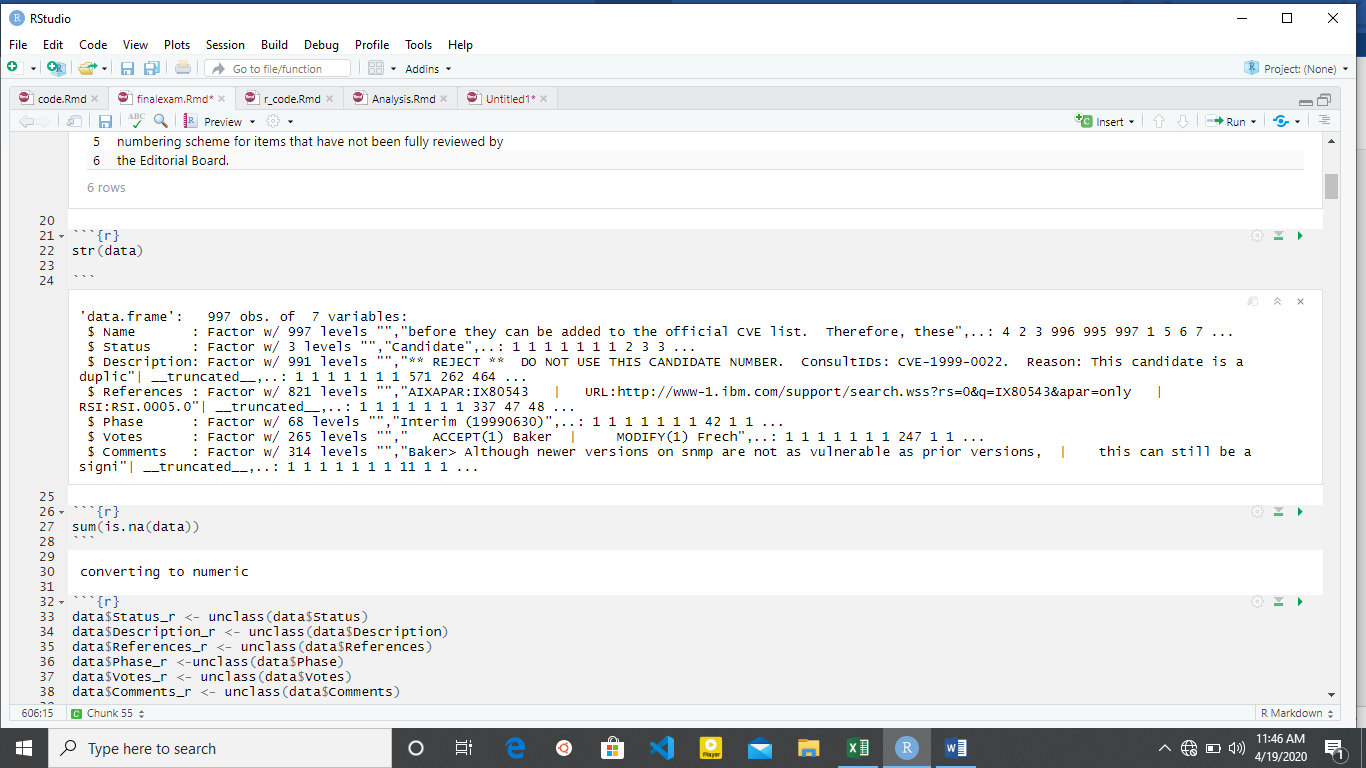 RStudio
File Edit Code View Plots Session Build Debug Profile Tools Help
Go to file/function Addins Project: (None)
code.Rmd finalexam.Rmd* r_code.Rmd Analysis.Rmd Untitled1*
ABC Preview Insert Run
5 numbering scheme for items that have not been fully reviewed by
6 the Editorial Board.
6 rows
20
21 ```{r}
22 str(data)
23
24 ```
'data.frame': 997 obs. of 7 variables:
$ Name : Factor w/ 997 levels "","before they can be added to the official CVE list. Therefore, these",..: 4 2 3 996 995 997 1 5 6 7 ...
$ Status : Factor w/ 3 levels "","Candidate",..: 1 1 1 1 1 1 1 2 3 3 ...
$ Description: Factor w/ 991 levels "","** REJECT ** DO NOT USE THIS CANDIDATE NUMBER. ConsultIDs: CVE-1999-0022. Reason: This candidate is a
duplic"| __truncated__,..: 1 1 1 1 1 1 1 571 262 464 ...
$ References : Factor w/ 821 levels "","AIXAPAR:IX80543 | URL:http://www-1.ibm.com/support/search.wss?rs=0&q=IX80543&apar=only |
RSI:RSI.0005.0"| __truncated__,..: 1 1 1 1 1 1 1 337 47 48 ...
$ Phase : Factor w/ 68 levels "","Interim (19990630)",..: 1 1 1 1 1 1 1 42 1 1 ...
$ Votes : Factor w/ 265 levels ""," ACCEPT(1) Baker | MODIFY(1) Frech",..: 1 1 1 1 1 1 1 247 1 1 ...
$ Comments : Factor w/ 314 levels "","Baker> Although newer versions on snmp are not as vulnerable as prior versions, | this can still be a
signi"| __truncated__,..: 1 1 1 1 1 1 1 11 1 1 ...
25
26 ```{r}
27 sum(is.na(data))
28 ```
29
30 converting to numeric
31
32 ```{r}
33 data$Status_r <- unclass(data$Status)
34 data$Description_r <- unclass(data$Description)
35 data$References_r <- unclass(data$References)
36 data$Phase_r <-unclass(data$Phase)
37 data$Votes_r <- unclass(data$Votes)
38 data$Comments_r <- unclass(data$Comments)
606:15 C Chunk 55 R Markdown
Type here to search
Player
11:46 AM
4/19/2020
1